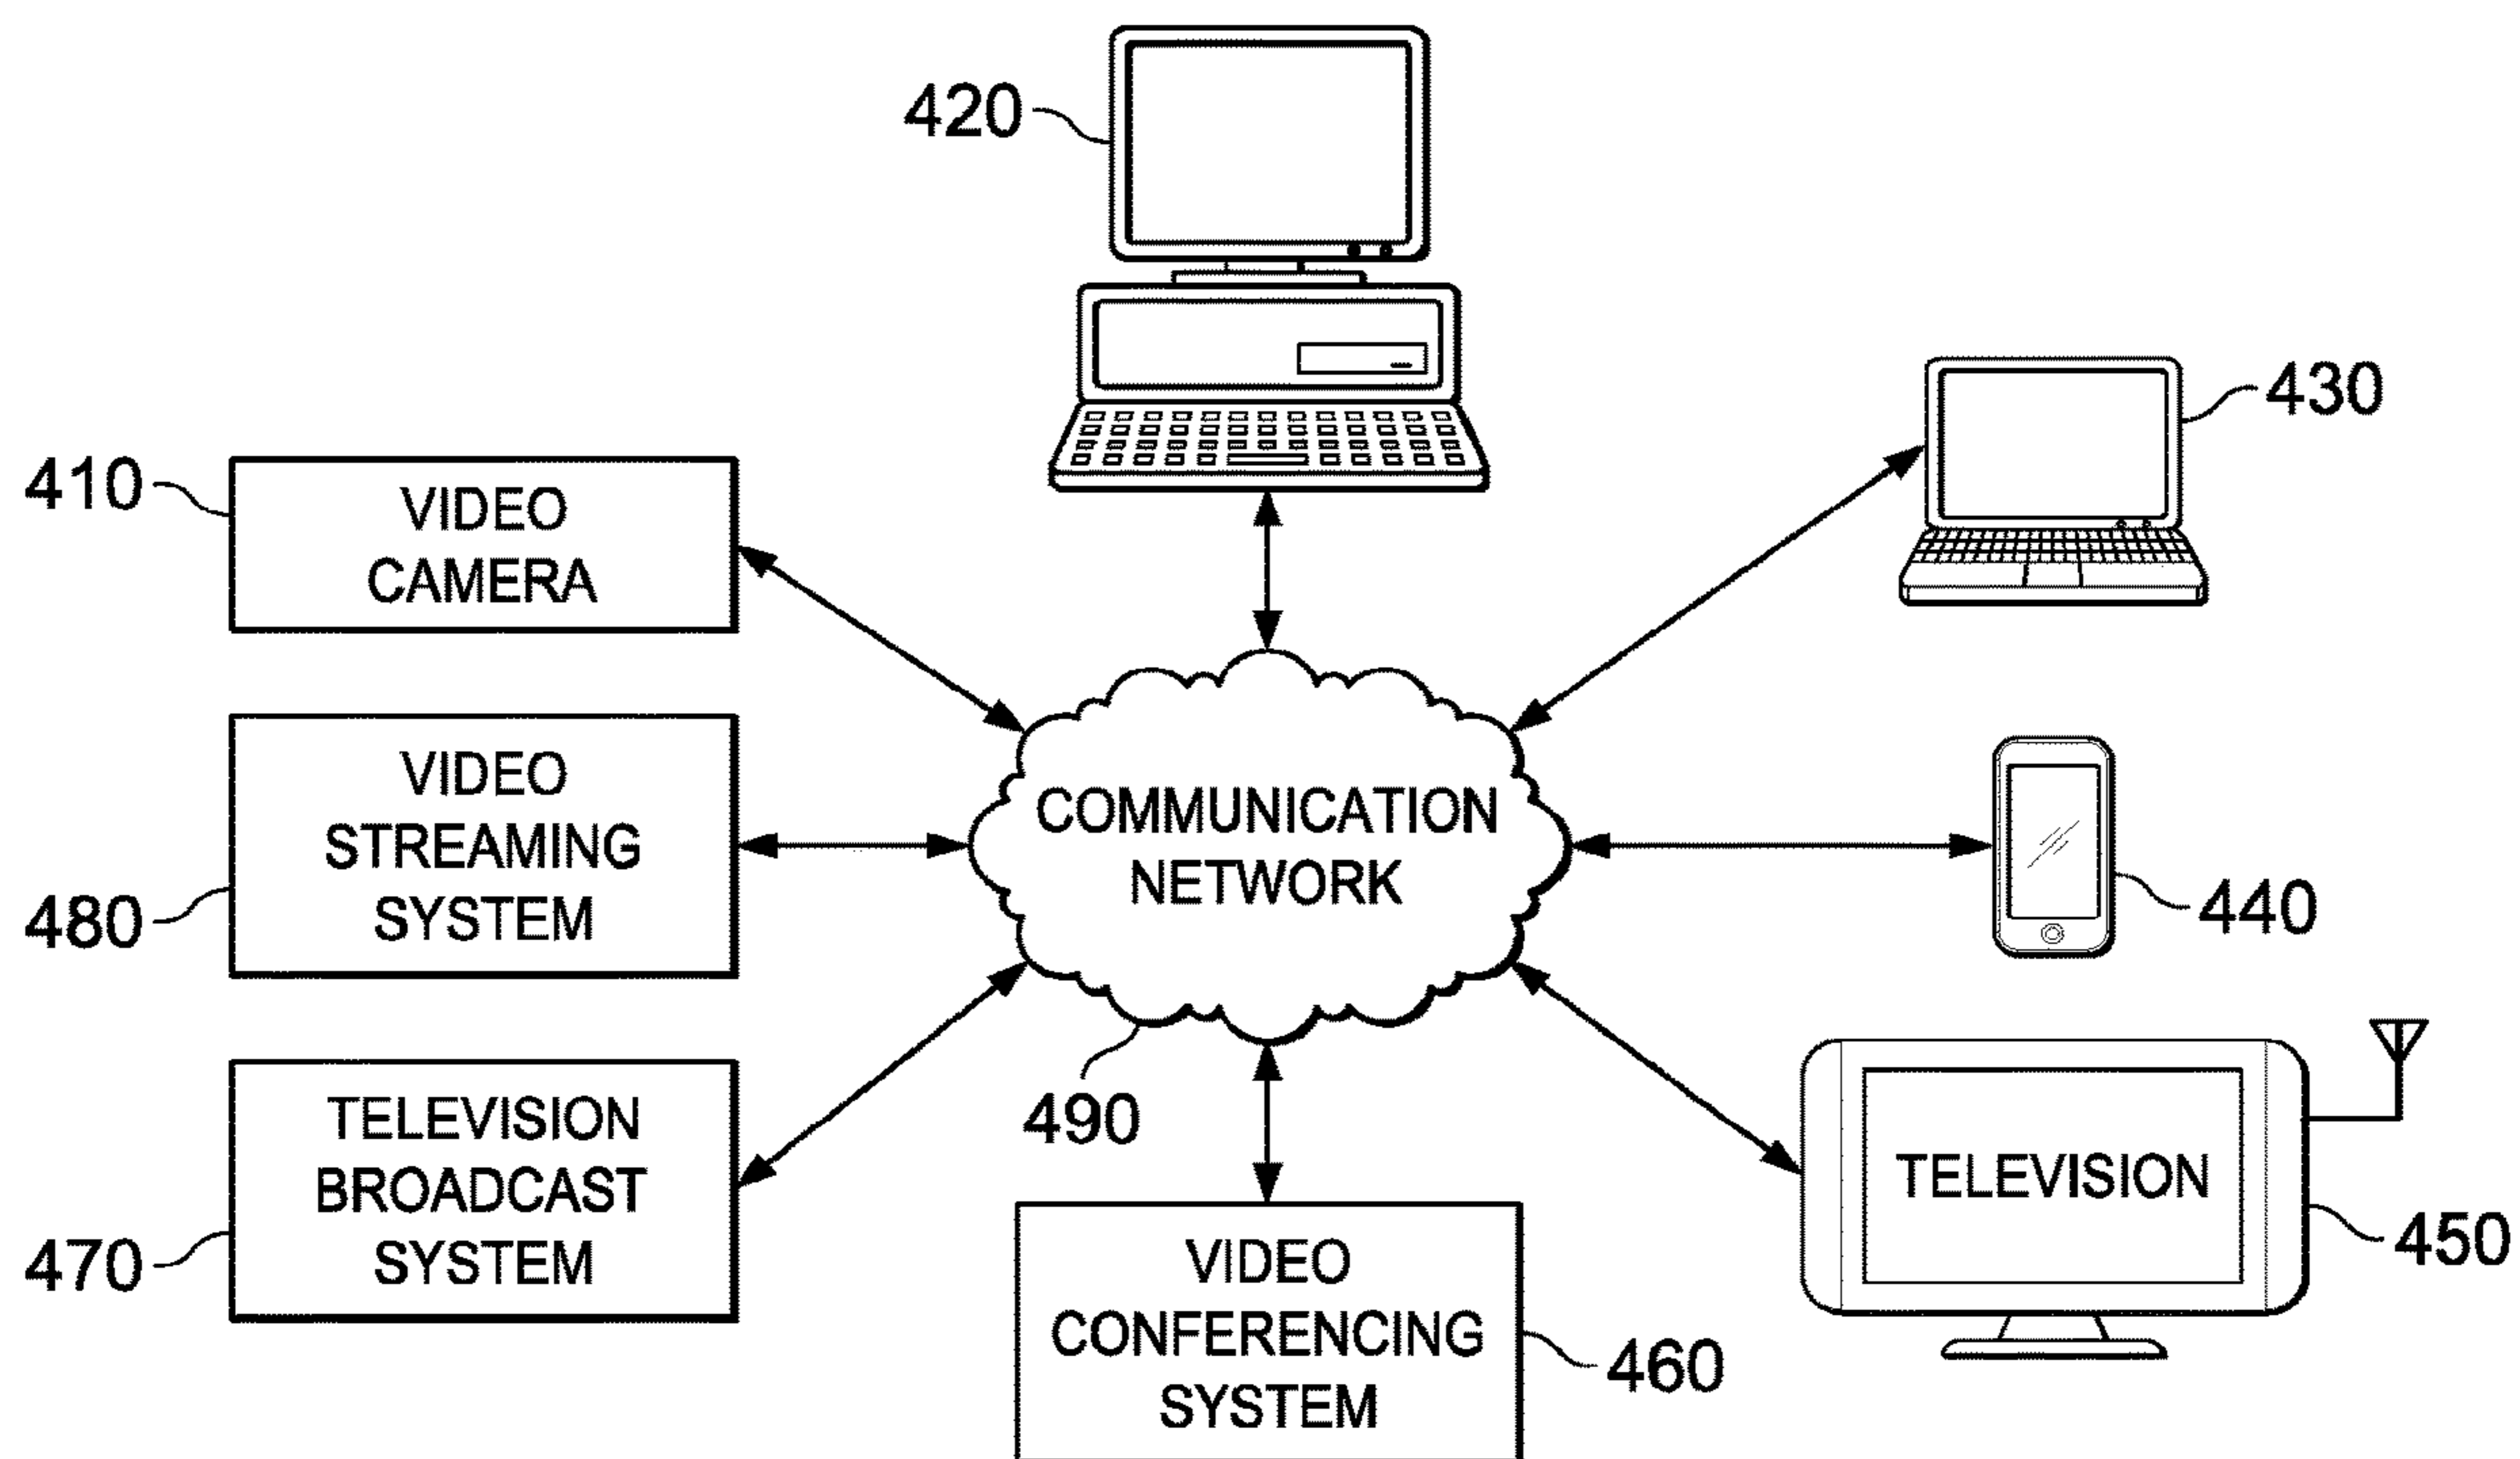 420
430
410
VIDEO
CAMERA
VIDEO
STREAMING
SYSTEM
480
COMMUNICATION
NETWORK
440
490
TELEVISION
BROADCAST
SYSTEM
470
TELEVISION
450
VIDEO
CONFERENCING
SYSTEM
460